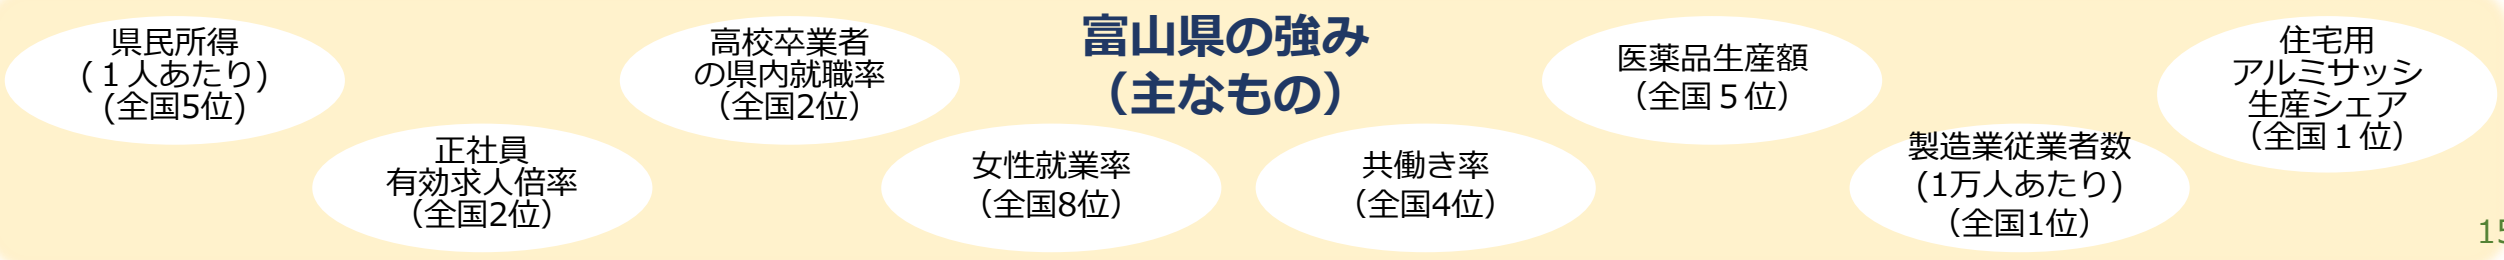 富山県の強み
（主なもの）
県民所得
(１人あたり)
(全国5位)
正社員
有効求人倍率
（全国2位）
高校卒業者
の県内就職率
（全国2位）
女性就業率
（全国8位）
共働き率
（全国4位）
医薬品生産額
（全国５位）
製造業従業者数
(1万人あたり)
（全国1位）
住宅用
アルミサッシ
生産シェア
（全国１位）
15